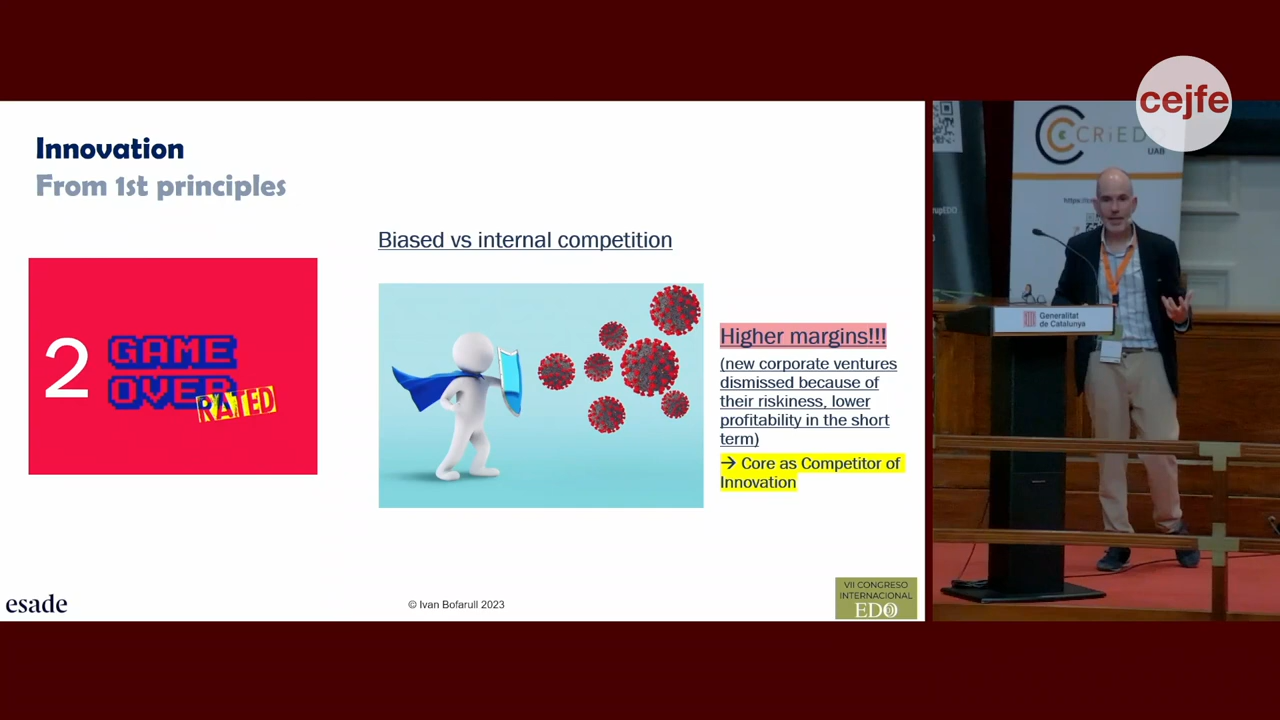 cejfe
Innovation
From 1st principles
Biased vs internal competition
2
GAME
OVER
RATED
Higher margins!!!
(new corporate ventures
dismissed because of
their riskiness, lower
profitability in the short
term)
→ Core as Competitor of
Innovation
esade
© Ivan Bofarull 2023
VII CONGRESO
INTERNACIONAL
EDO
CRiEDO
UAB
Generalitat
de Catalunya